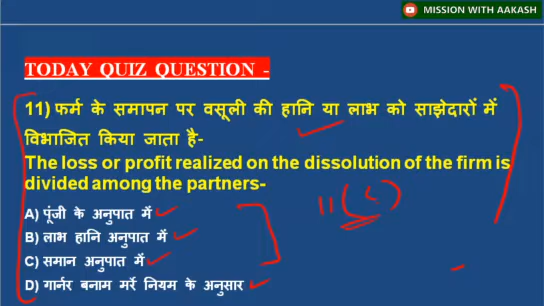 MISSION WITH AAKASH
TODAY QUIZ QUESTION -
11) फर्म के समापन पर वसूली की हानि या लाभ को साझेदारों में
विभाजित किया जाता है-
The loss or profit realized on the dissolution of the firm is
divided among the partners-
A) पूंजी के अनुपात में
B) लाभ हानि अनुपात में
C) समान अनुपात में
D) गार्नर बनाम मर्रे नियम के अनुसार